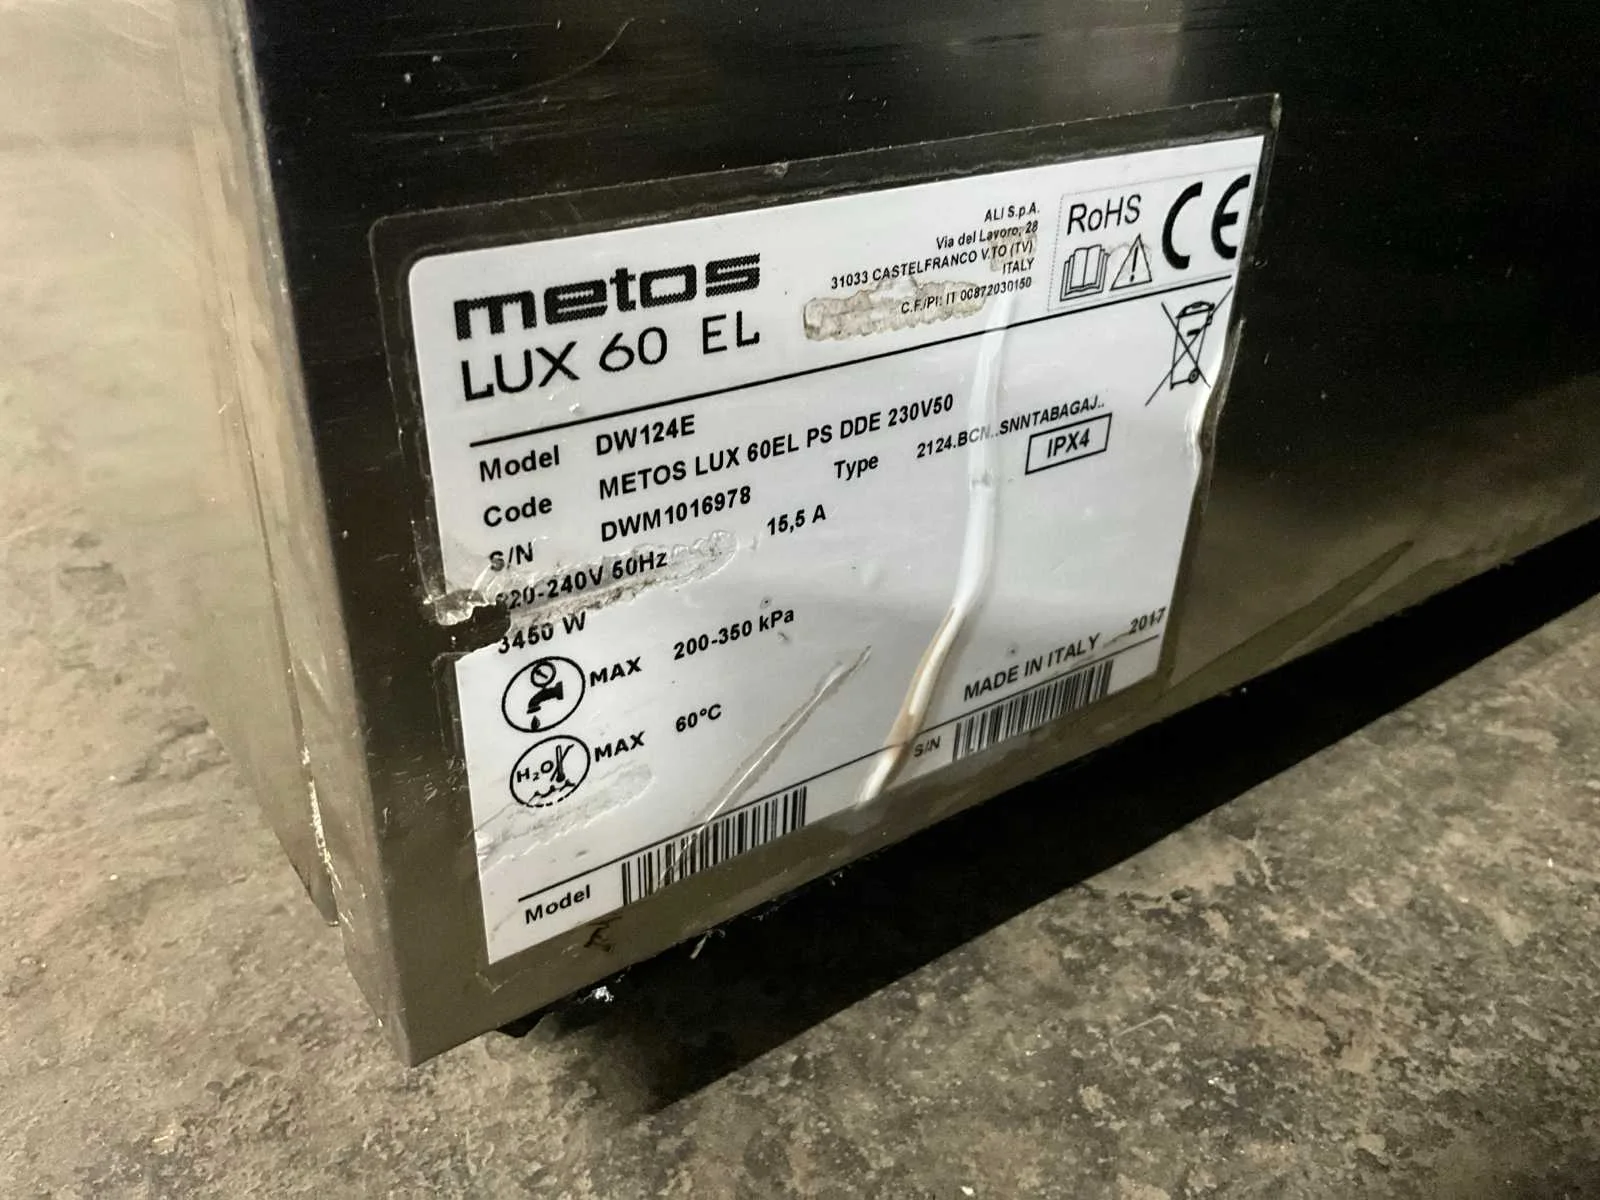 metos
LUX 60 EL
ALI S.p.A.
Via del Lavoro, 28
31033 CASTELFRANCO V.TO (TV)
ITALY
C.F./PI: IT 00872030150
RoHS
CE
Model DW124E
Code METOS LUX 60EL PS DDE 230V50
S/N DWM1016978
Type 2124.BCN..SNNTABAGAJ..
IPX4
220-240V 50Hz 15,5 A
3450 W
MAX 200-350 kPa
H₂O MAX 60°C
MADE IN ITALY 2017
Model
S/N